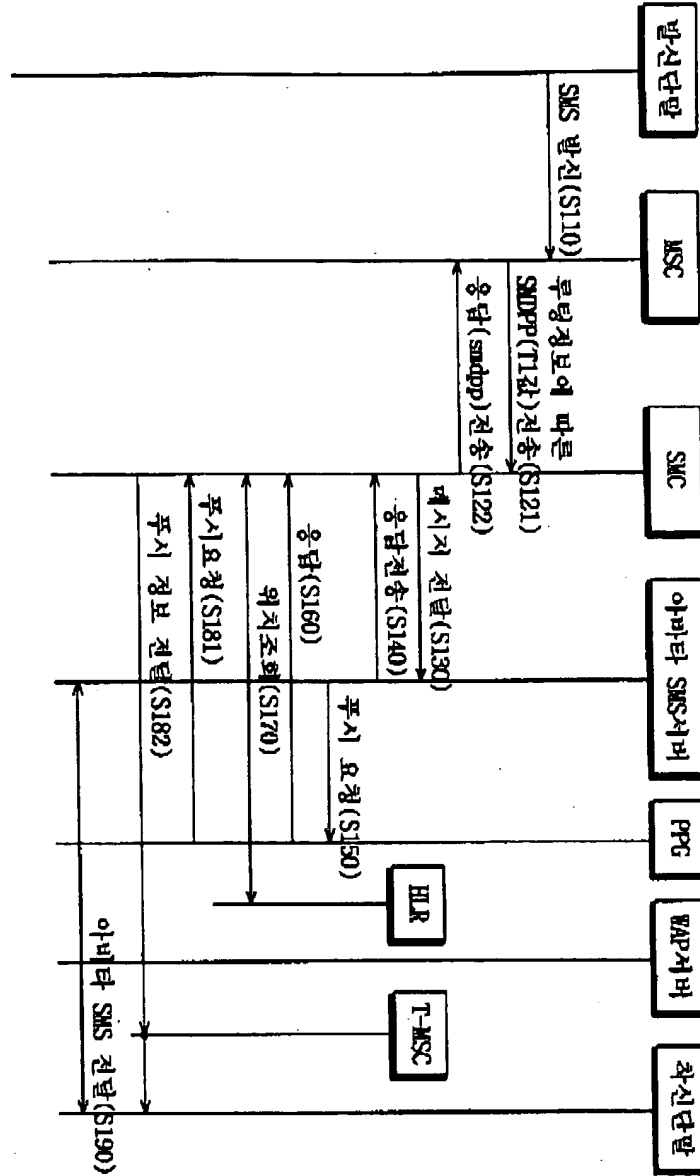 발신단말
MSC
SMC
아바타 SMS서버
PPG
WAP서버
착신단말
HLR
T-MSC
SMS 발신(S110)
루팅정보에 따른
SMDPP(T1값)전송(S121)
응답(smdpp)전송(S122)
메시지 전달(S130)
응답전송(S140)
푸시 요청(S150)
응답(S160)
위치조회(S170)
푸시요청(S181)
푸시 정보 전달(S182)
아바타 SMS 전달(S190)